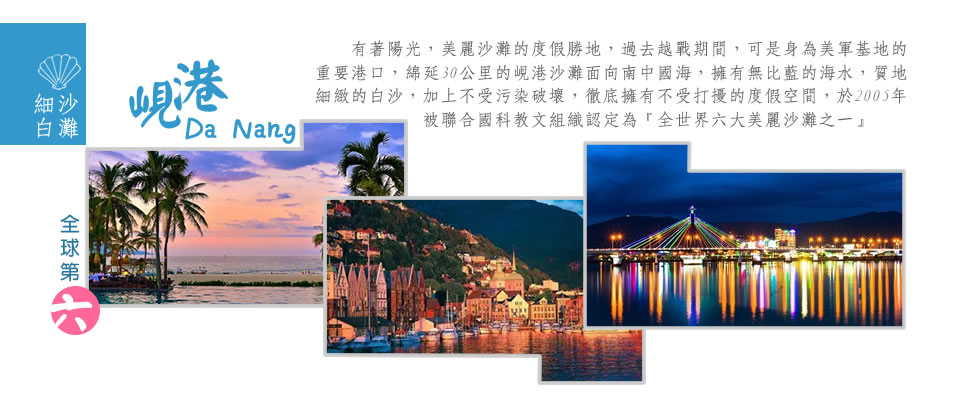 細沙
白灘
峴港
Da Nang
有著陽光，美麗沙灘的度假勝地，過去越戰期間，可是身為美軍基地的
重要港口，綿延30公里的峴港沙灘面向南中國海，擁有無比藍的海水，質地
細緻的白沙，加上不受污染破壞，徹底擁有不受打擾的度假空間，於2005年
被聯合國科教文組織認定為『全世界六大美麗沙灘之一』
全球第
六